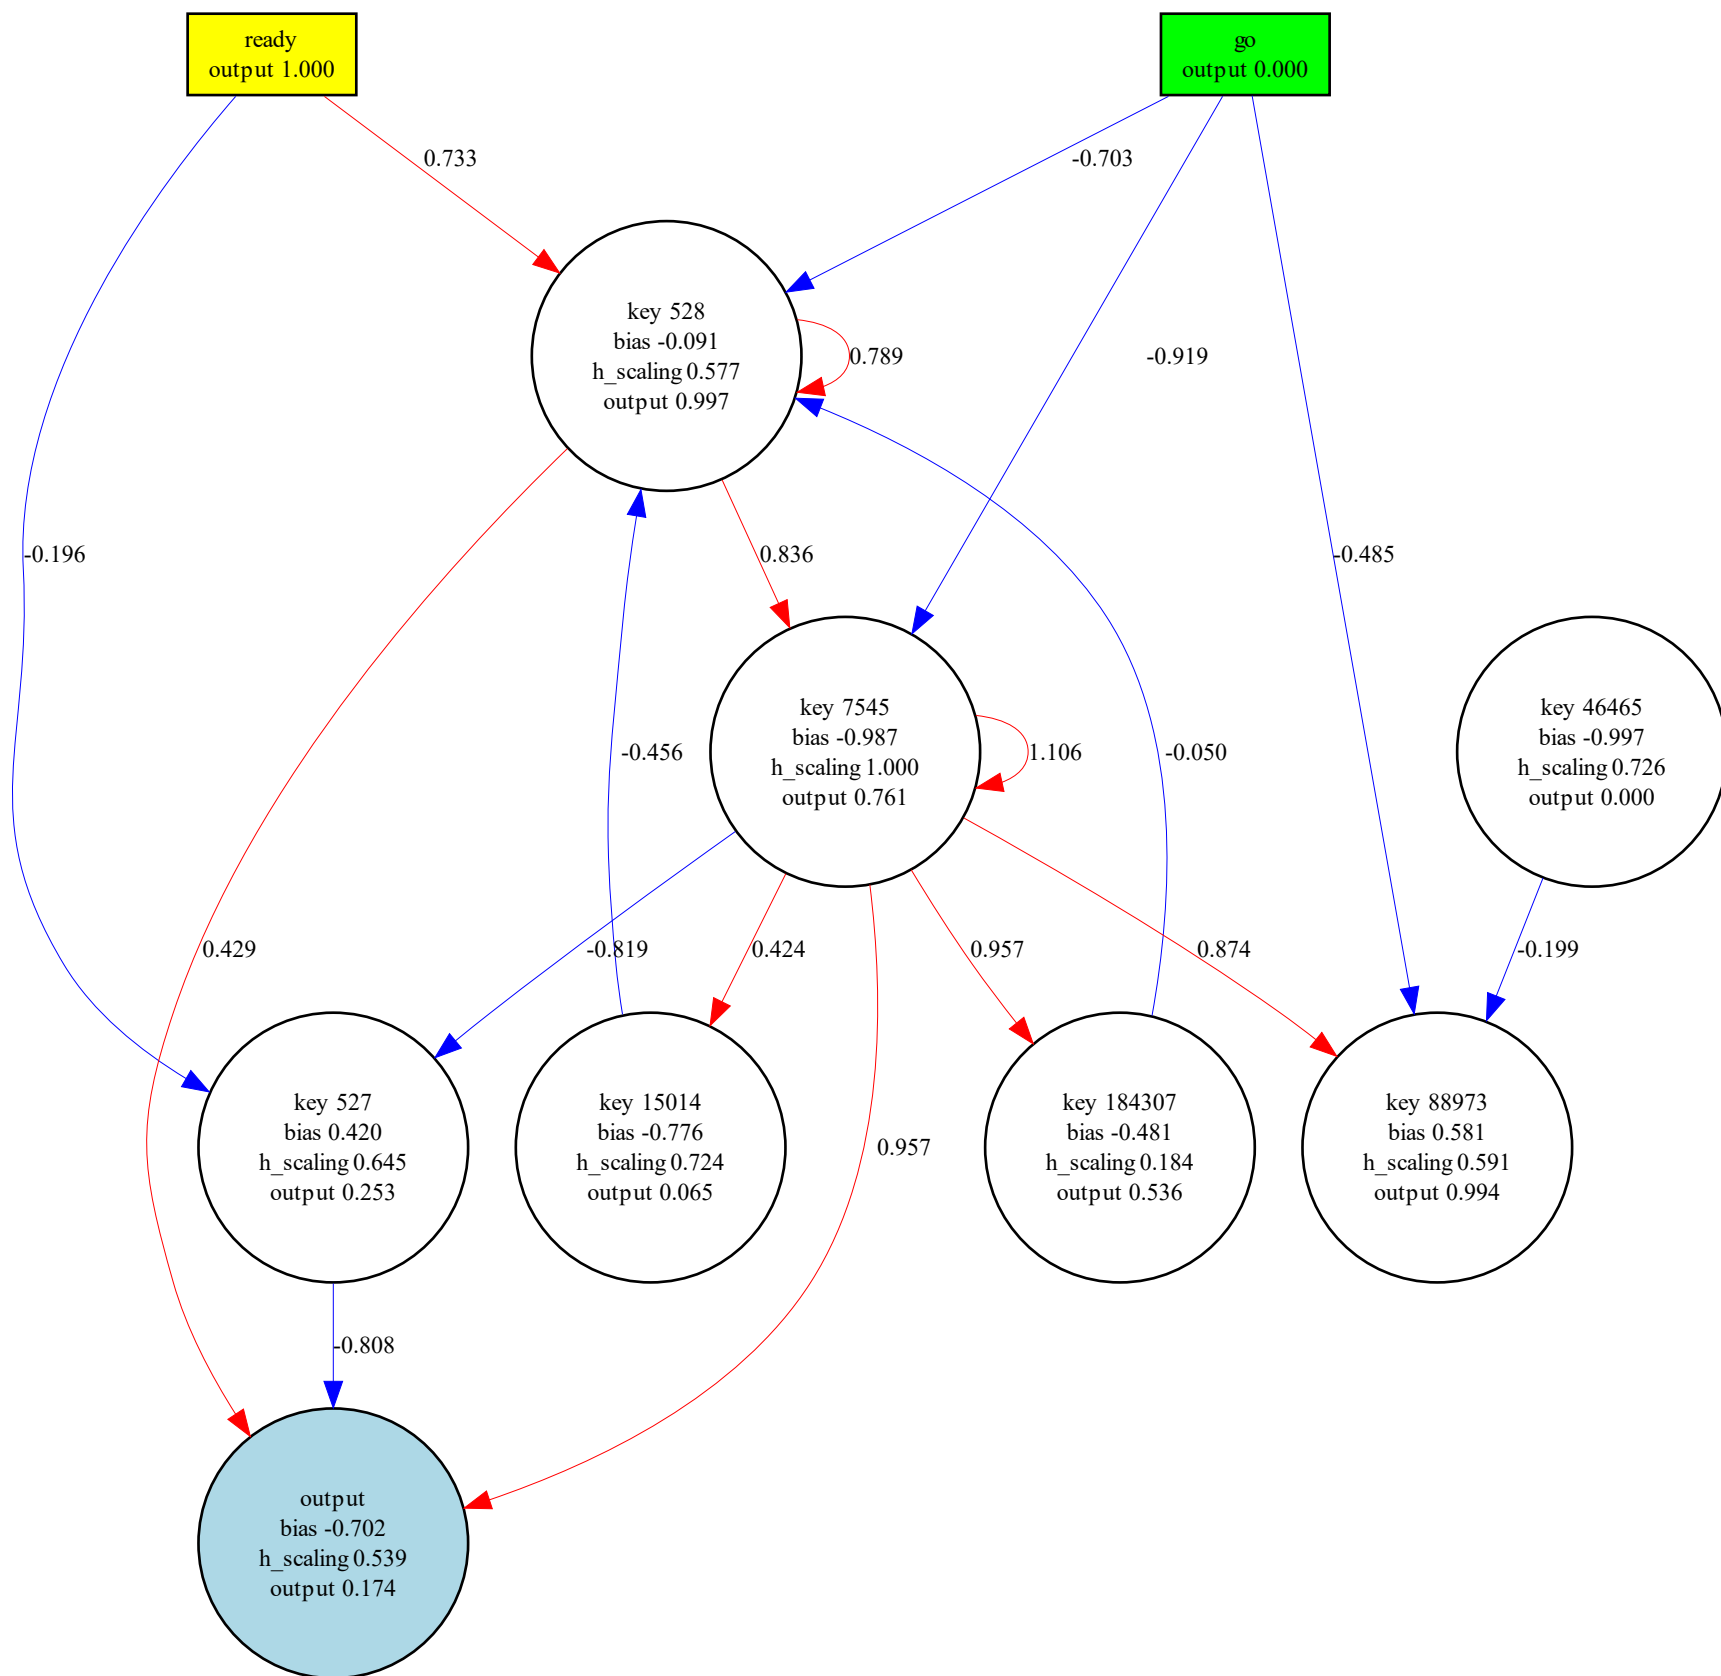 ready
output 1.000
go
output 0.000
0.733
-0.703
key 528
bias -0.091
h_scaling 0.577
output 0.997
0.789
-0.919
-0.196
0.836
-0.485
key 7545
bias -0.987
h_scaling 1.000
output 0.761
1.106
-0.456
-0.050
key 46465
bias -0.997
h_scaling 0.726
output 0.000
0.429
-0.819
0.424
0.957
0.874
-0.199
key 527
bias 0.420
h_scaling 0.645
output 0.253
key 15014
bias -0.776
h_scaling 0.724
output 0.065
0.957
key 184307
bias -0.481
h_scaling 0.184
output 0.536
key 88973
bias 0.581
h_scaling 0.591
output 0.994
-0.808
output
bias -0.702
h_scaling 0.539
output 0.174